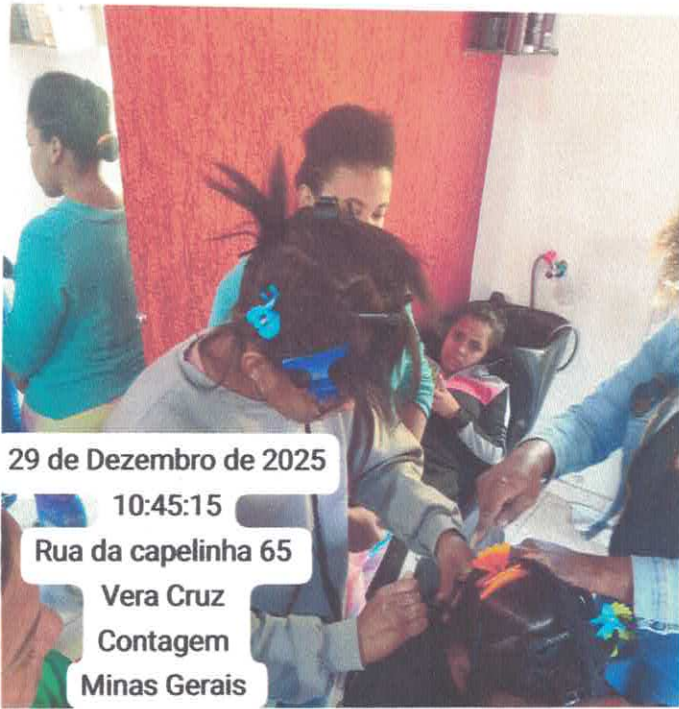 29 de Dezembro de 2025
10:45:15
Rua da capelinha 65
Vera Cruz
Contagem
Minas Gerais